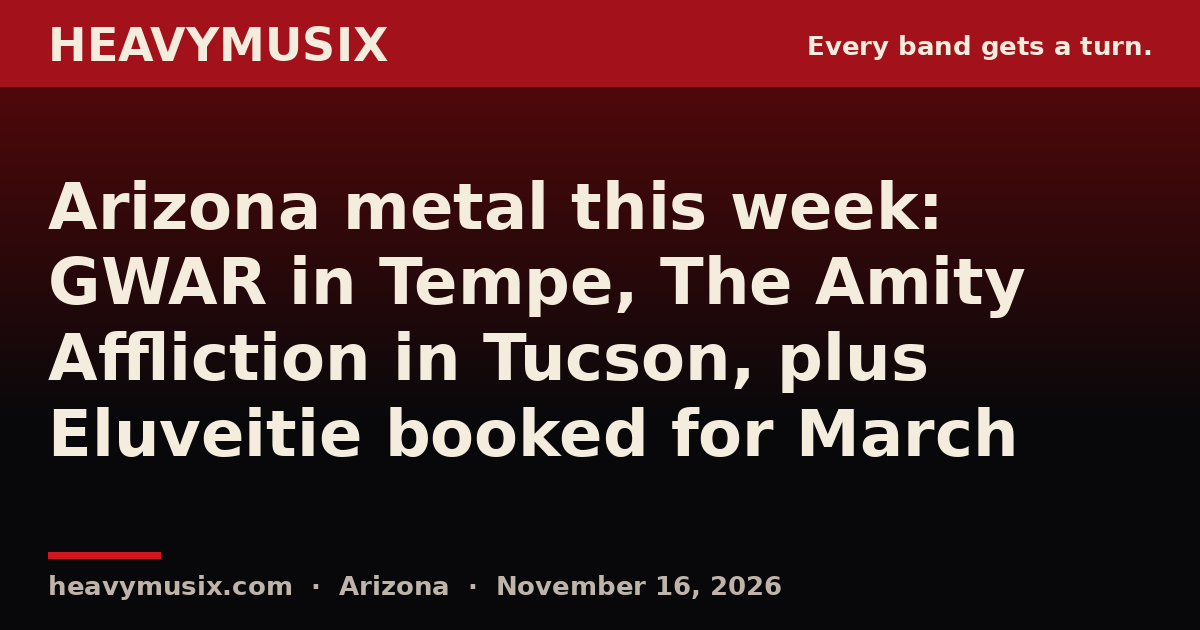 HEAVYMUSIX
Every band gets a turn.
Arizona metal this week:
GWAR in Tempe, The Amity
Affliction in Tucson, plus
Eluveitie booked for March
heavymusix.com · Arizona · November 16, 2026